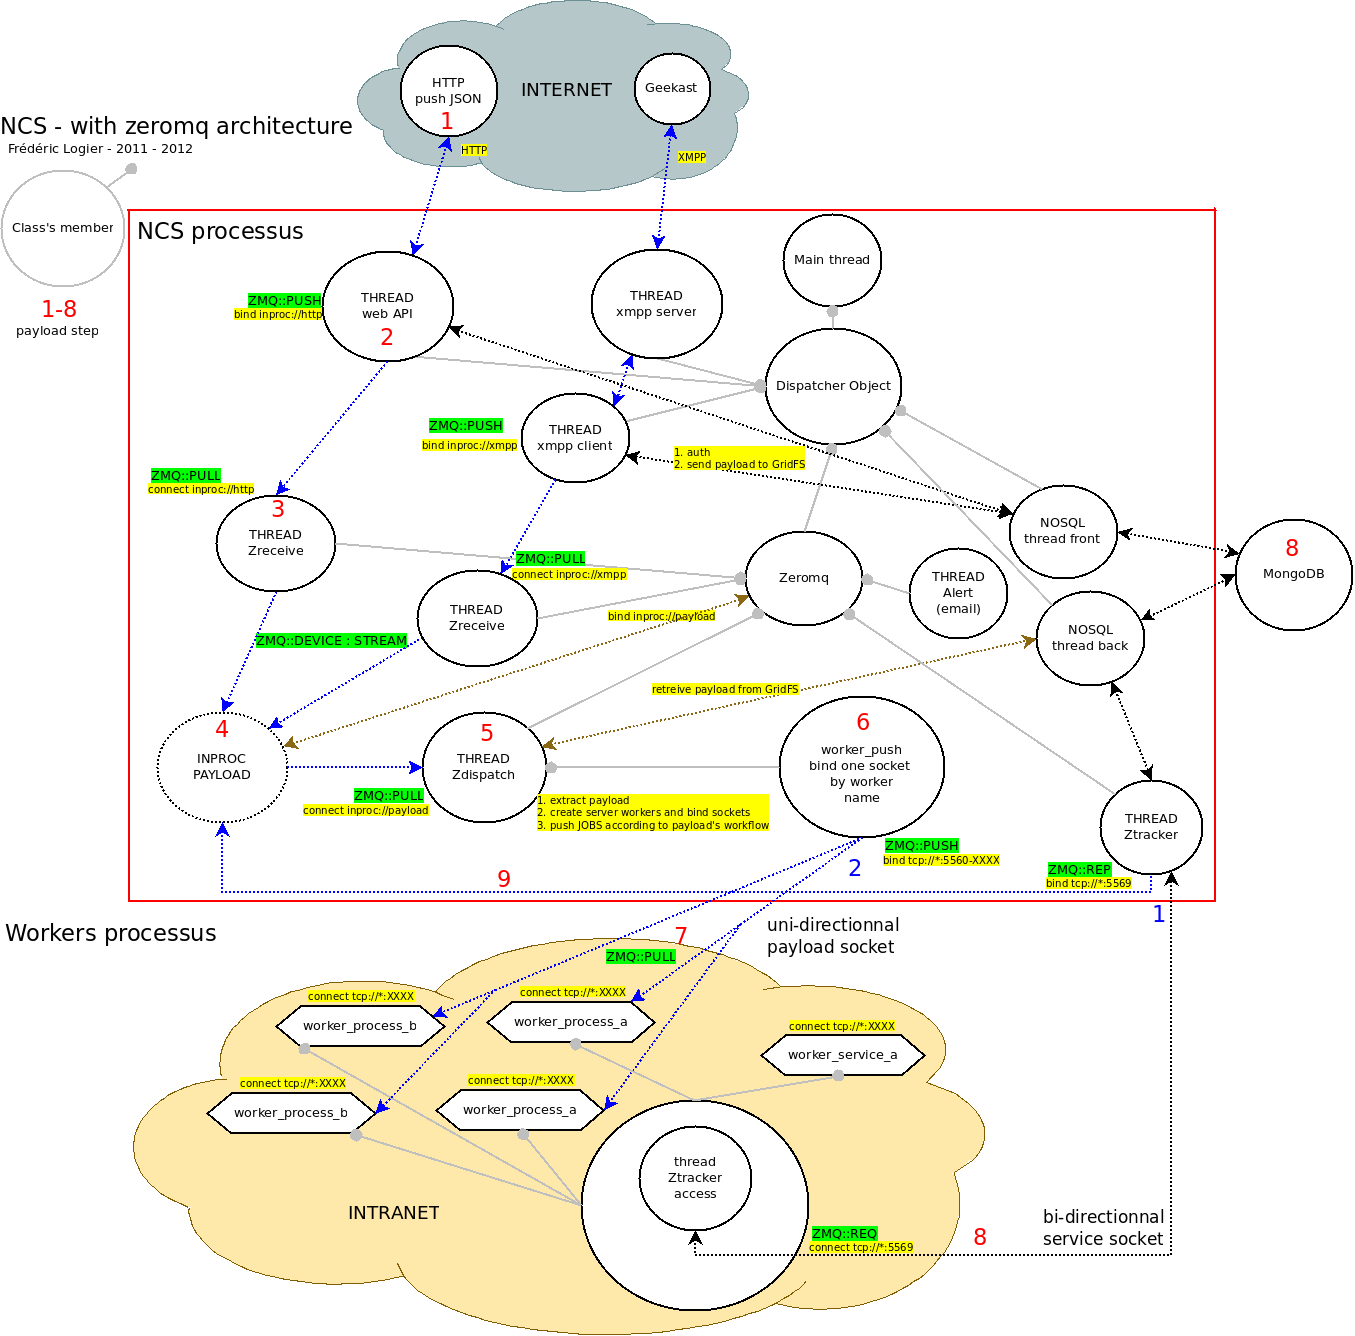 HTTP
push JSON
1
INTERNET
Geekast
NCS - with zeromq architecture
Frédéric Logier - 2011 - 2012
HTTP
XMPP
Class's member
1-8
payload step
NCS processus
Main thread
ZMQ::PUSH
bind inproc://http
THREAD
web API
2
THREAD
xmpp server
Dispatcher Object
ZMQ::PUSH
bind inproc://xmpp
THREAD
xmpp client
1. auth
2. send payload to GridFS
ZMQ::PULL
connect inproc://http
3
THREAD
Zreceive
NOSQL
thread front
8
MongoDB
ZMQ::PULL
connect inproc://xmpp
Zeromq
THREAD
Alert
(email)
THREAD
Zreceive
bind inproc://payload
NOSQL
thread back
ZMQ::DEVICE : STREAM
retreive payload from GridFS
4
INPROC
PAYLOAD
5
THREAD
Zdispatch
6
worker_push
bind one socket
by worker
name
ZMQ::PULL
connect inproc://payload
1. extract payload
2. create server workers and bind sockets
3. push JOBS according to payload's workflow
THREAD
Ztracker
ZMQ::PUSH
bind tcp://*:5560-XXXX
2
ZMQ::REP
bind tcp://*:5569
9
1
Workers processus
uni-directionnal
payload socket
7
ZMQ::PULL
connect tcp://*:XXXX
worker_process_b
connect tcp://*:XXXX
worker_process_a
connect tcp://*:XXXX
worker_service_a
connect tcp://*:XXXX
worker_process_b
connect tcp://*:XXXX
worker_process_a
thread
Ztracker
access
INTRANET
ZMQ::REQ
connect tcp://*:5569
8
bi-directionnal
service socket